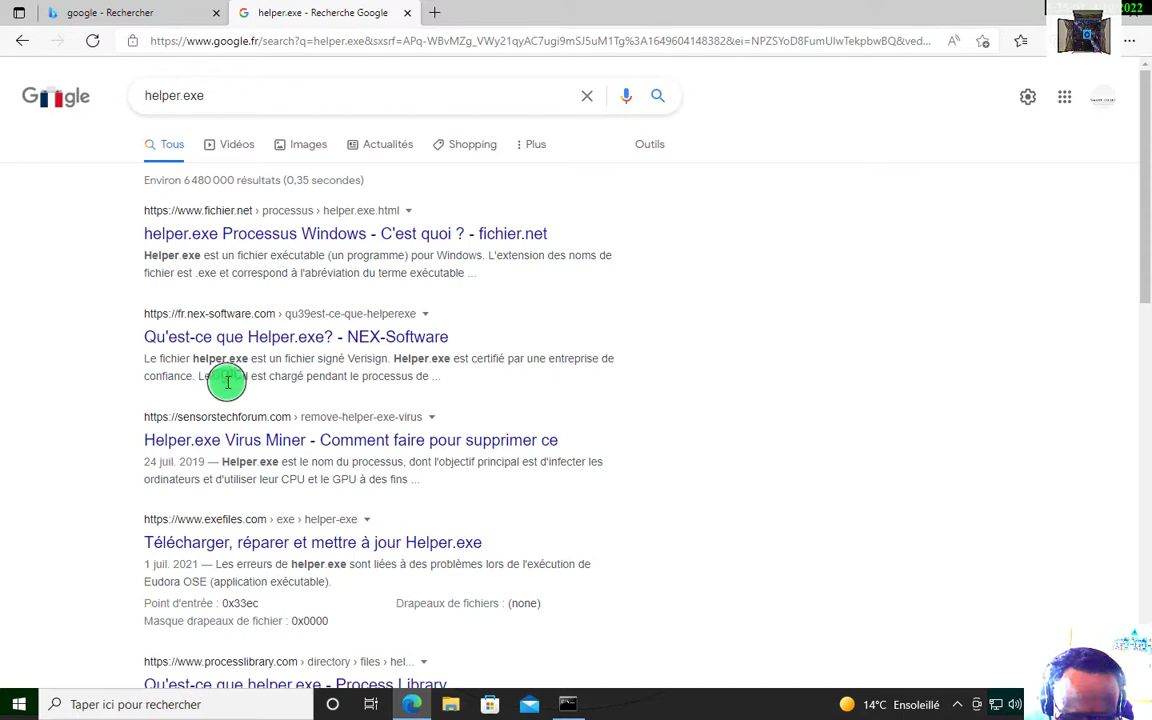 google - Rechercher
helper.exe - Recherche Google
2022
https://www.google.fr/search?q=helper.exe&sxsrf=APq-WBvMZg_VWy21qyAC7ugi9mSJ5uM1Tg%3A1649604148382&ei=NPZSYoD8FumUlwTekpbwBQ&ved...
Google
helper.exe
Tous
Vidéos
Images
Actualités
Shopping
Plus
Outils
Environ 6 480 000 résultats (0,35 secondes)
https://www.fichier.net › processus › helper.exe.html
helper.exe Processus Windows - C'est quoi ? - fichier.net
Helper.exe est un fichier exécutable (un programme) pour Windows. L'extension des noms de
fichier est .exe et correspond à l'abréviation du terme exécutable ...
https://fr.nex-software.com › qu39est-ce-que-helperexe
Qu'est-ce que Helper.exe? - NEX-Software
Le fichier helper.exe est un fichier signé Verisign. Helper.exe est certifié par une entreprise de
confiance. Le est chargé pendant le processus de ...
https://sensorstechforum.com › remove-helper-exe-virus
Helper.exe Virus Miner - Comment faire pour supprimer ce
24 juil. 2019 — Helper.exe est le nom du processus, dont l'objectif principal est d'infecter les
ordinateurs et d'utiliser leur CPU et le GPU à des fins ...
https://www.exefiles.com › exe › helper-exe
Télécharger, réparer et mettre à jour Helper.exe
1 juil. 2021 — Les erreurs de helper.exe sont liées à des problèmes lors de l'exécution de
Eudora OSE (application exécutable).
Point d'entrée : 0x33ec
Drapeaux de fichiers : (none)
Masque drapeaux de fichier : 0x0000
https://www.processlibrary.com › directory › files › hel...
Qu'est-ce que helper.exe - Process Library
Taper ici pour rechercher
14°C Ensoleillé